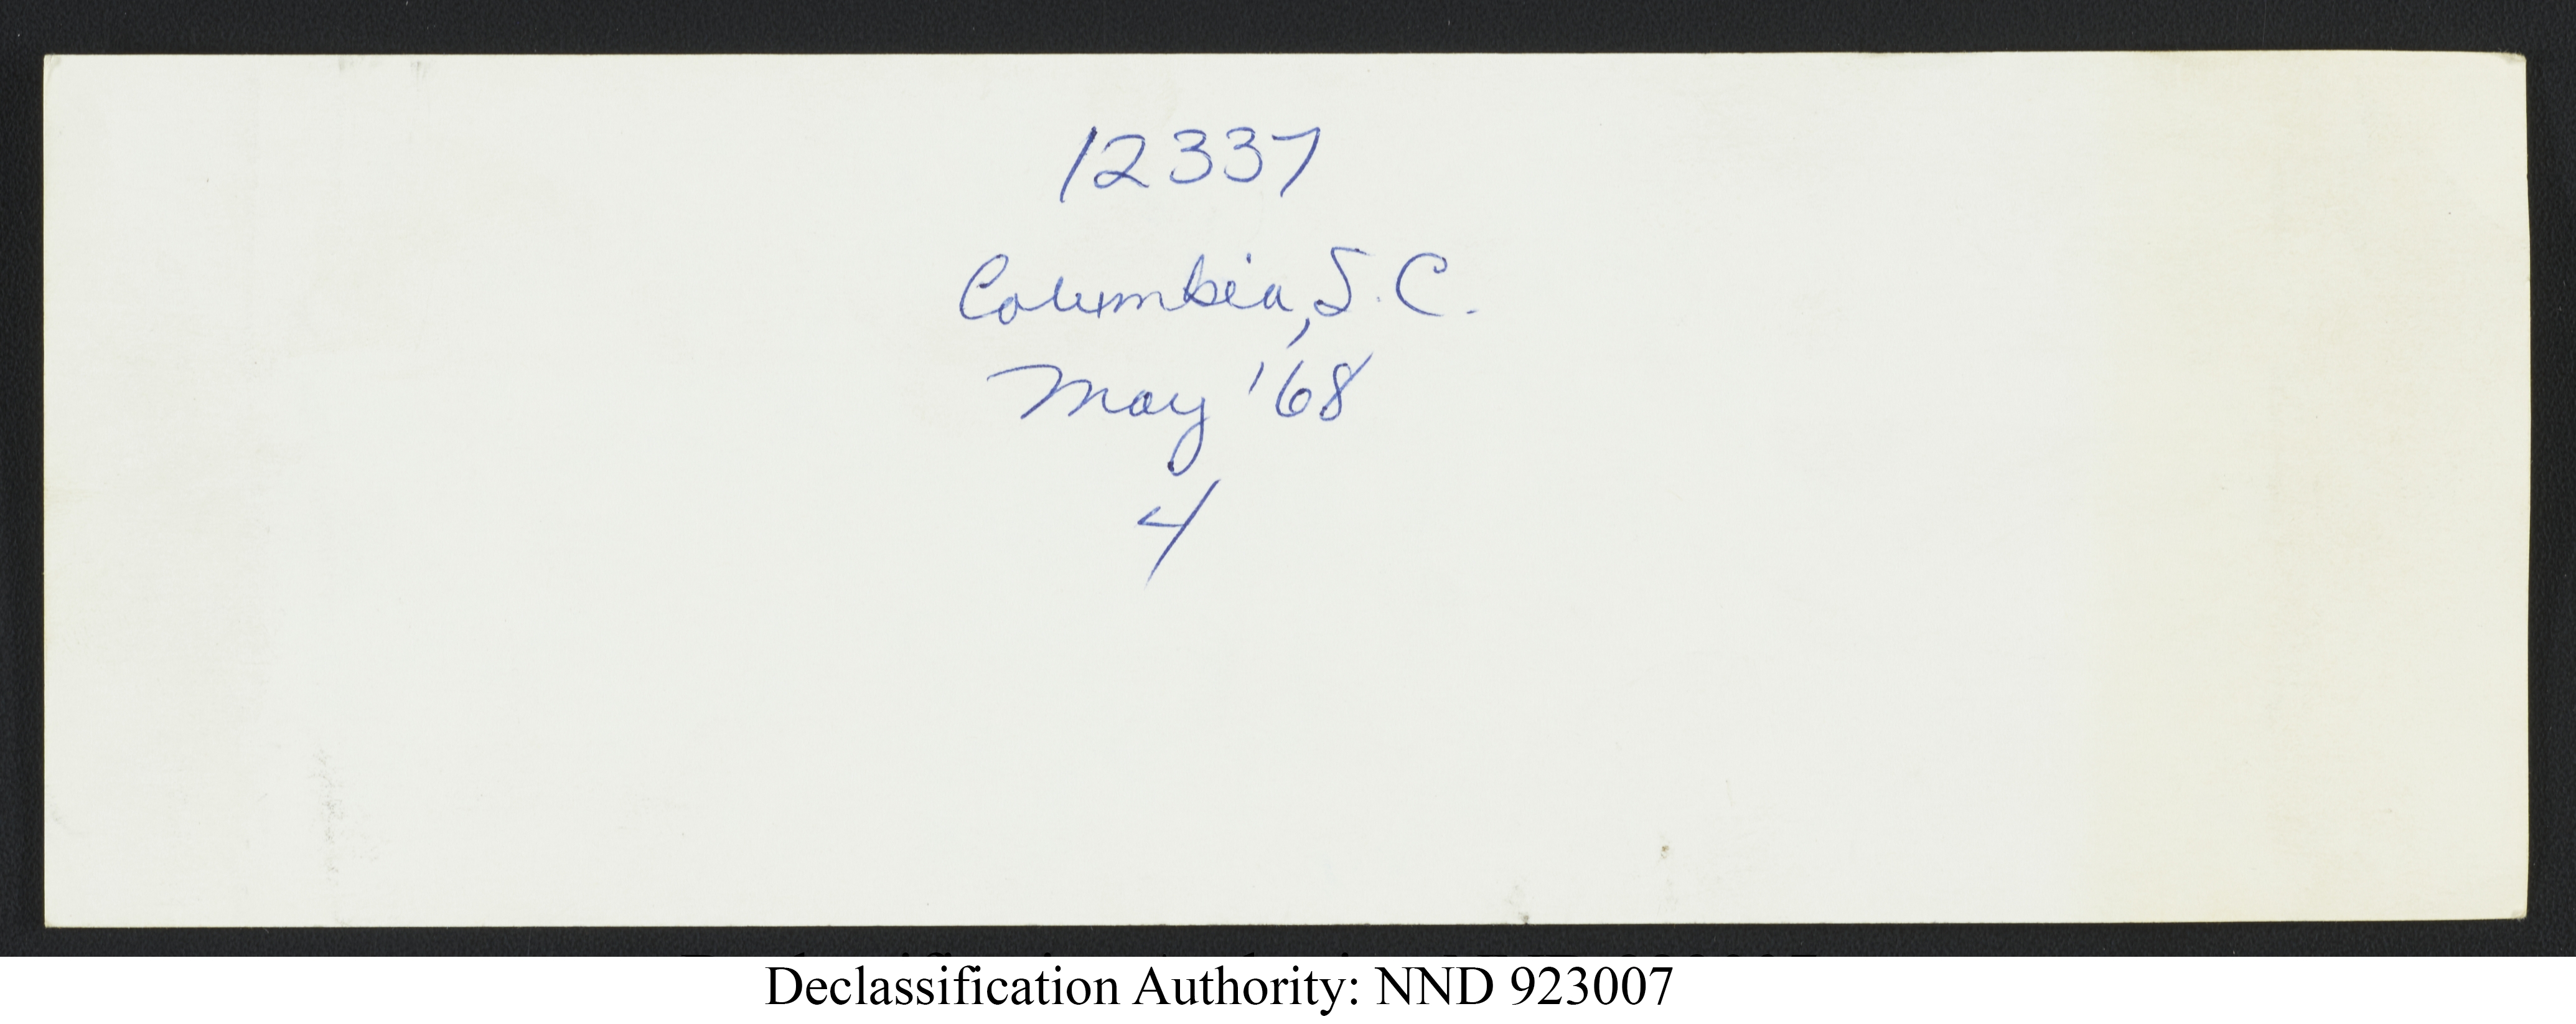 12337
Columbia, S.C.
May '68
4
Declassification Authority: NND 923007